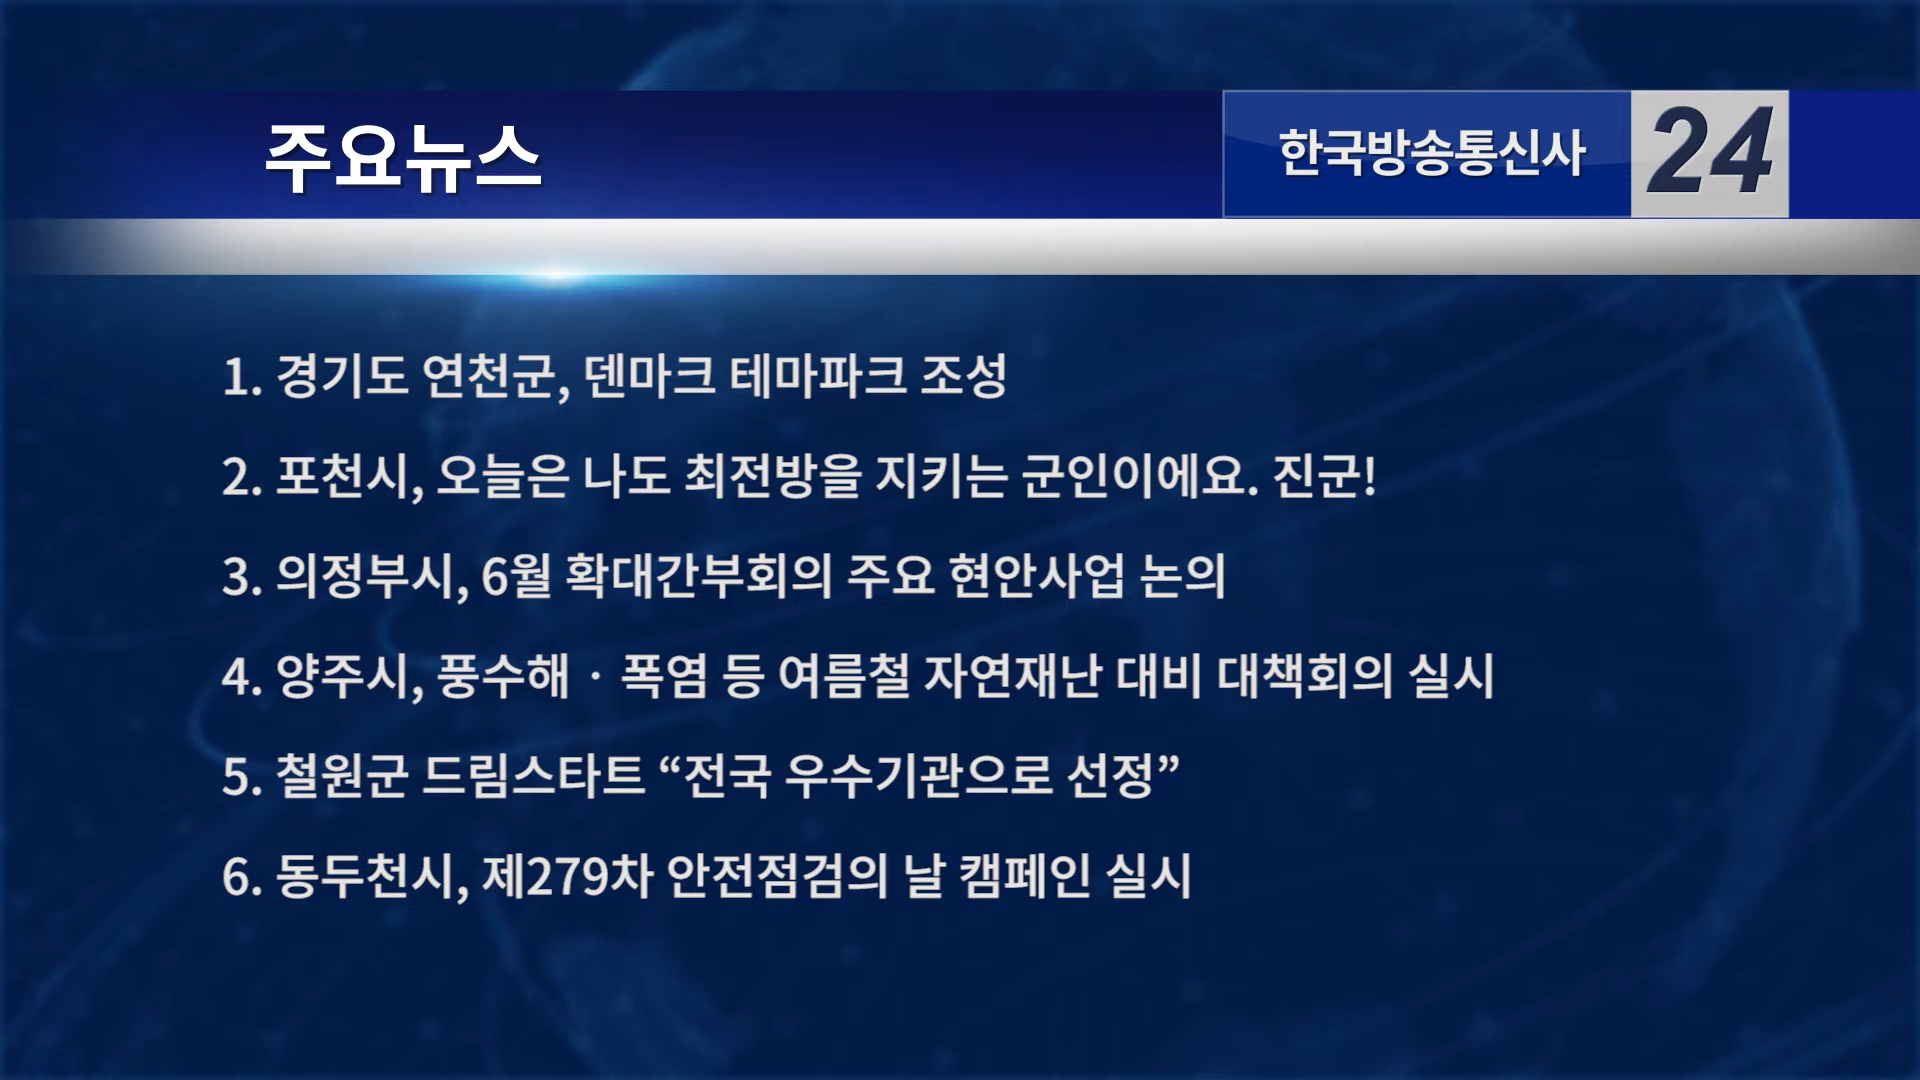 주요뉴스
한국방송통신사 24
1. 경기도 연천군, 덴마크 테마파크 조성
2. 포천시, 오늘은 나도 최전방을 지키는 군인이에요. 진군!
3. 의정부시, 6월 확대간부회의 주요 현안사업 논의
4. 양주시, 풍수해 · 폭염 등 여름철 자연재난 대비 대책회의 실시
5. 철원군 드림스타트 “전국 우수기관으로 선정”
6. 동두천시, 제279차 안전점검의 날 캠페인 실시